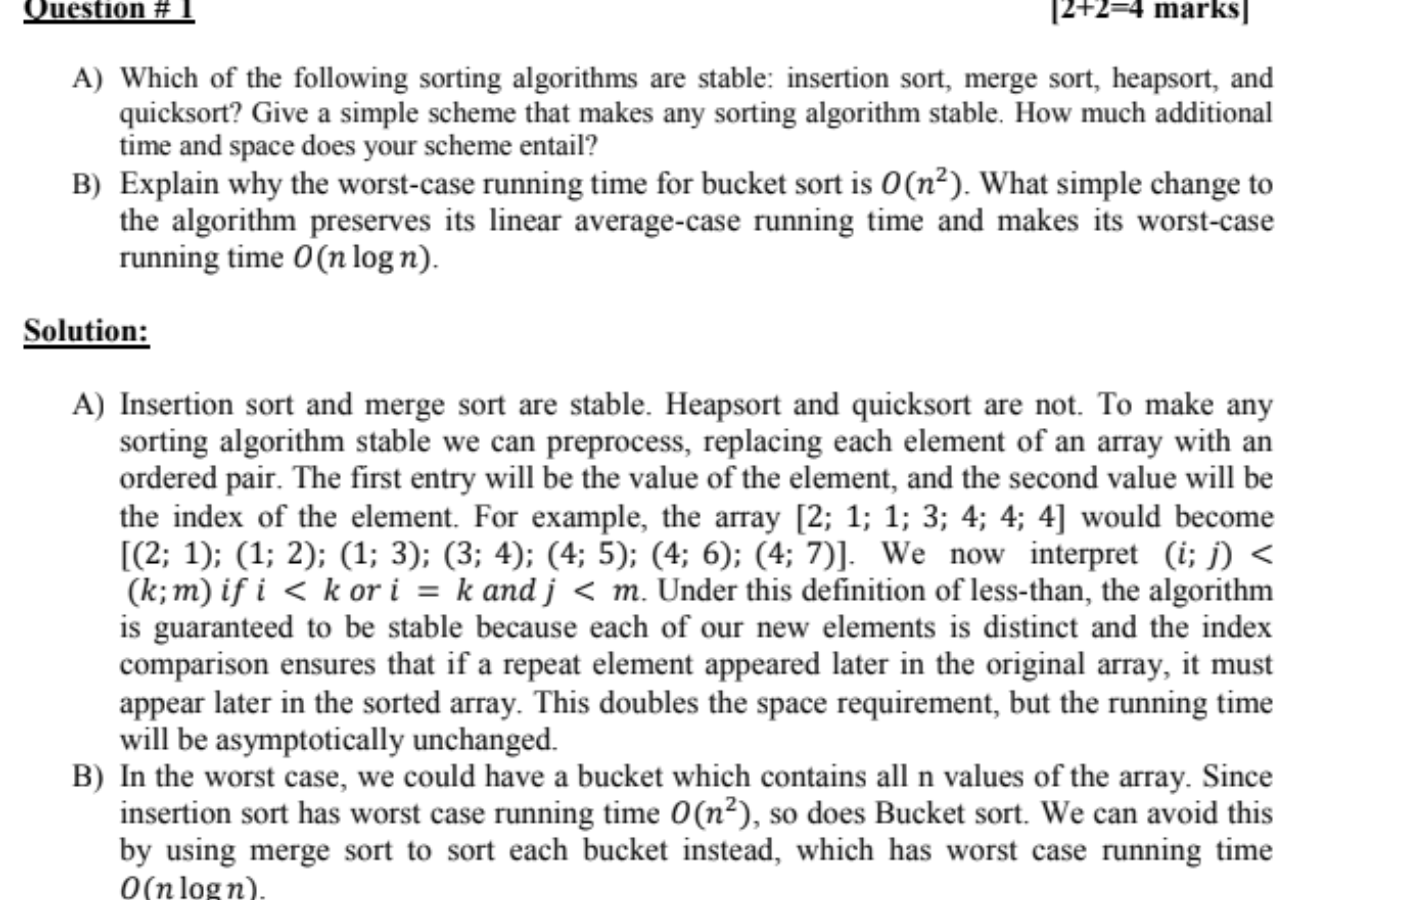 Question # 1 [2+2=4 marks]
A) Which of the following sorting algorithms are stable: insertion sort, merge sort, heapsort, and
quicksort? Give a simple scheme that makes any sorting algorithm stable. How much additional
time and space does your scheme entail?
B) Explain why the worst-case running time for bucket sort is O(n²). What simple change to
the algorithm preserves its linear average-case running time and makes its worst-case
running time O(n log n).
Solution:
A) Insertion sort and merge sort are stable. Heapsort and quicksort are not. To make any
sorting algorithm stable we can preprocess, replacing each element of an array with an
ordered pair. The first entry will be the value of the element, and the second value will be
the index of the element. For example, the array [2; 1; 1; 3; 4; 4; 4] would become
[(2; 1); (1; 2); (1; 3); (3; 4); (4; 5); (4; 6); (4; 7)]. We now interpret (i; j) <
(k; m) if i < k or i = k and j < m. Under this definition of less-than, the algorithm
is guaranteed to be stable because each of our new elements is distinct and the index
comparison ensures that if a repeat element appeared later in the original array, it must
appear later in the sorted array. This doubles the space requirement, but the running time
will be asymptotically unchanged.
B) In the worst case, we could have a bucket which contains all n values of the array. Since
insertion sort has worst case running time O(n²), so does Bucket sort. We can avoid this
by using merge sort to sort each bucket instead, which has worst case running time
O(n log n).